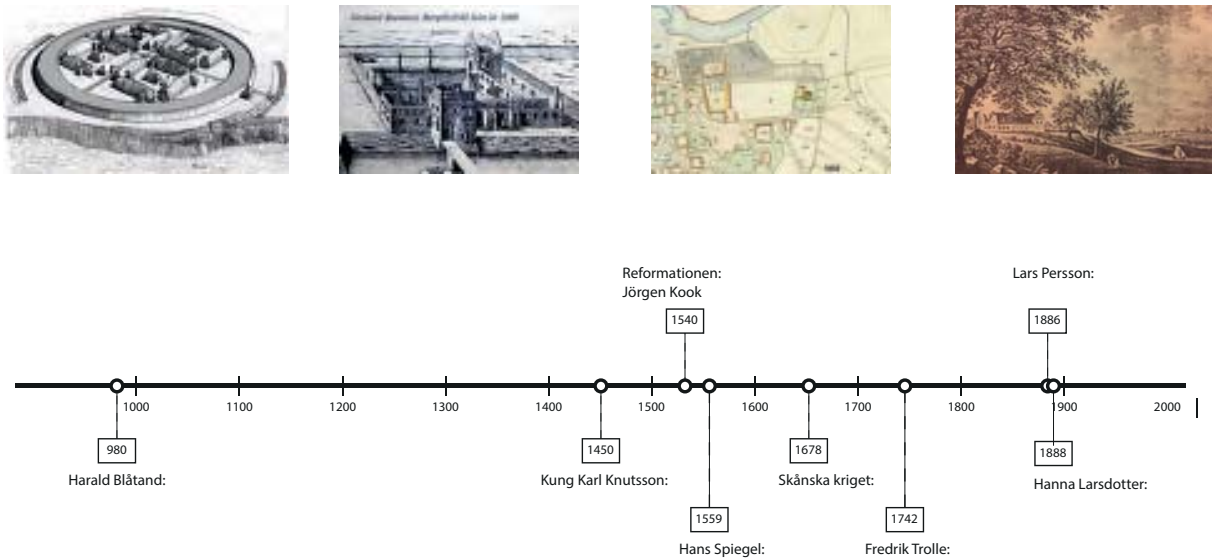 Reformationen:
Jörgen Kook
Lars Persson:
1540
1886
1000
1100
1200
1300
1400
1500
1600
1700
1800
1900
2000
980
1450
1678
1888
Harald Blåtand:
Kung Karl Knutsson:
Skånska kriget:
Hanna Larsdotter:
1559
1742
Hans Spiegel:
Fredrik Trolle: